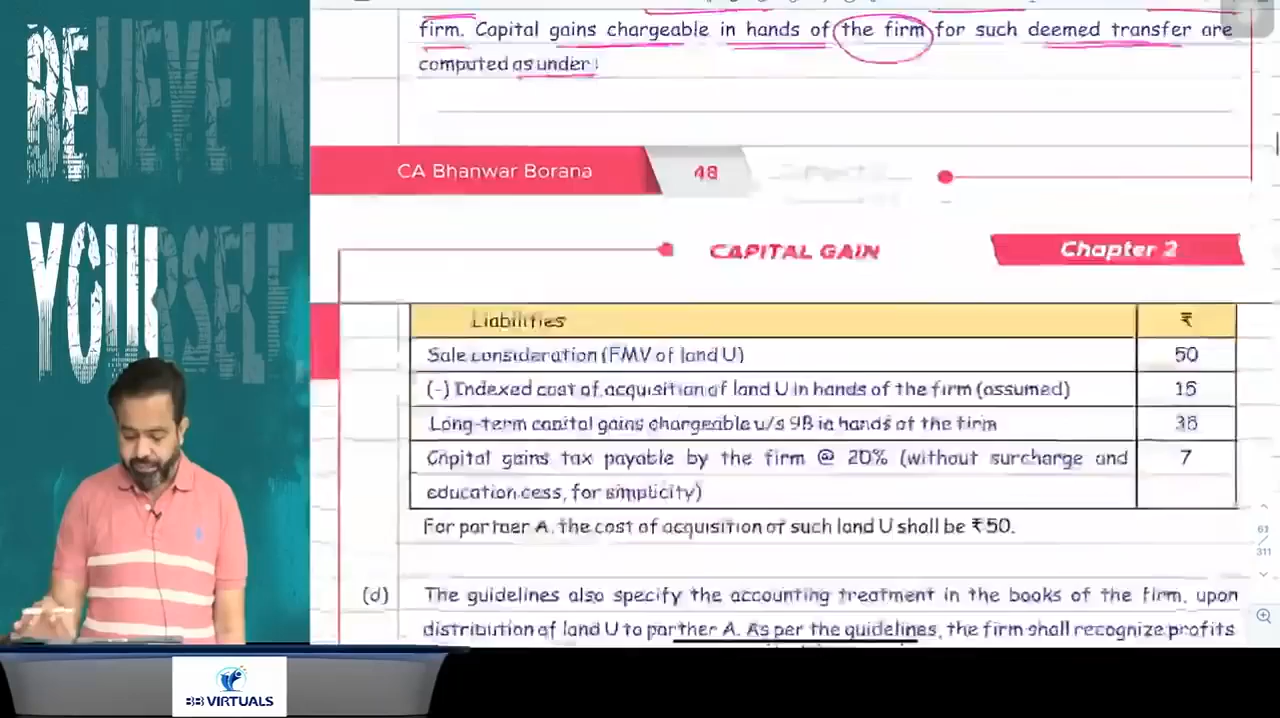 BELIEVE IN
YOURSELF
firm. Capital gains chargeable in hands of the firm for such deemed transfer are
computed as under:
CA Bhanwar Borana
48
CAPITAL GAIN
Chapter 2
Liabilities ₹
Sale consideration (FMV of land U) 50
(-) Indexed cost of acquisition of land U in hands of the firm (assumed) 15
Long-term capital gains chargeable u/s 9B in hands of the firm
Capital gains tax payable by the firm @ 20% (without surcharge and 7
education cess, for simplicity)
For partner A, the cost of acquisition of such land U shall be ₹50.
(d) The guidelines also specify the accounting treatment in the books of the firm, upon
distribution of land U to partner A. As per the guidelines, the firm shall recognize profits
61
/
311
BB VIRTUALS